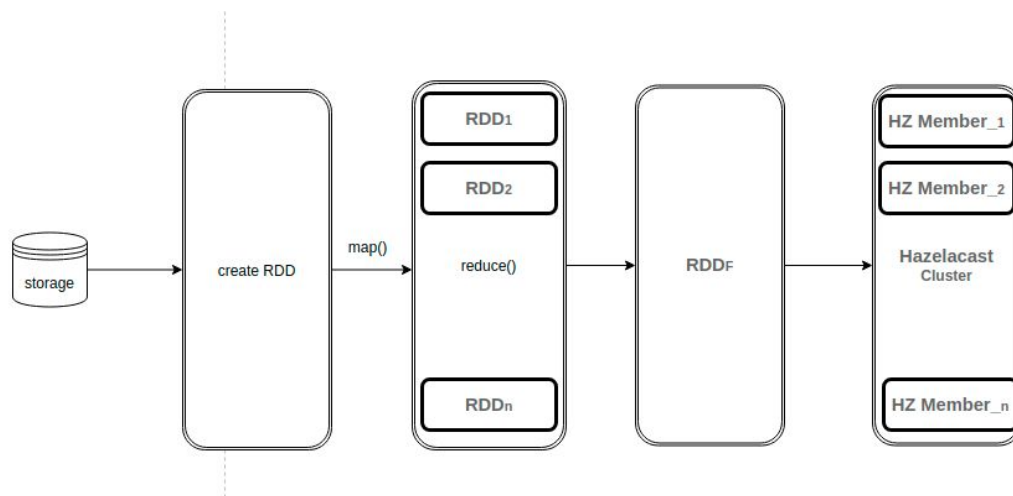 storage
create RDD
map()
RDD1
RDD2
reduce()
RDDn
RDDF
HZ Member_1
HZ Member_2
Hazelacast
Cluster
HZ Member_n